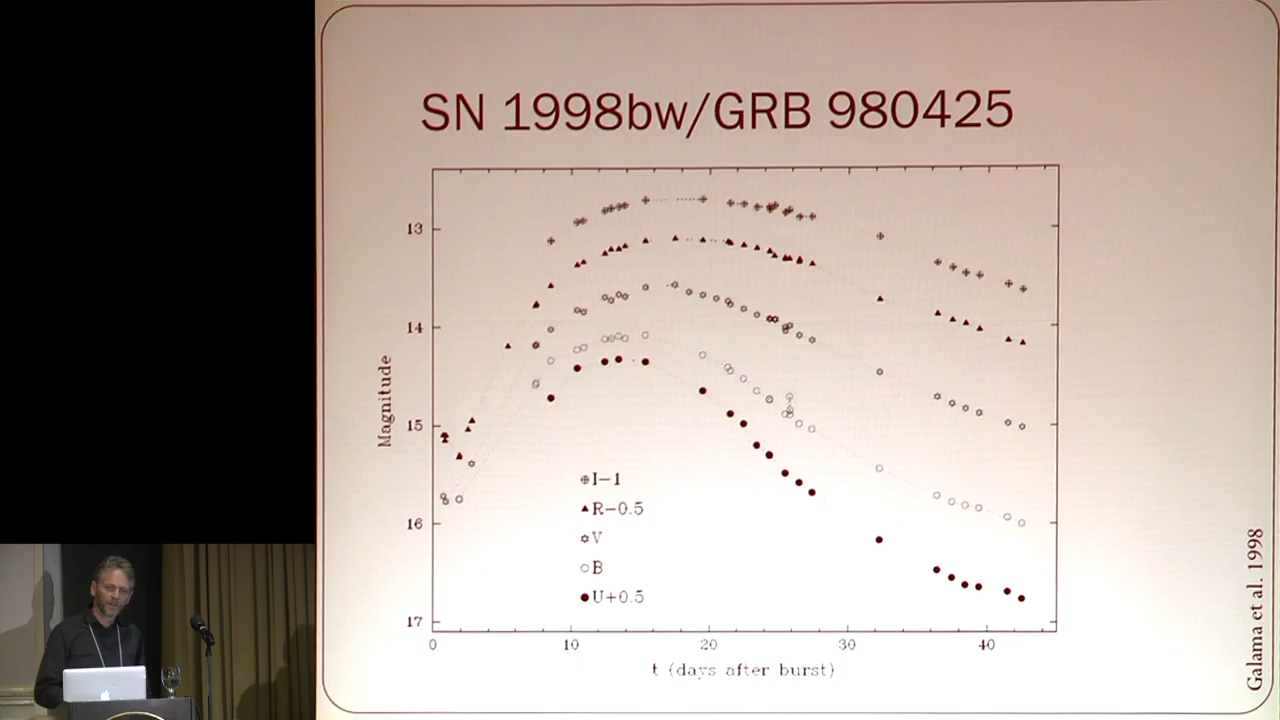 SN 1998bw/GRB 980425
13
14
15
16
17
Magnitude
I−1
R−0.5
V
B
U+0.5
0
10
20
30
40
t (days after burst)
Galama et al. 1998